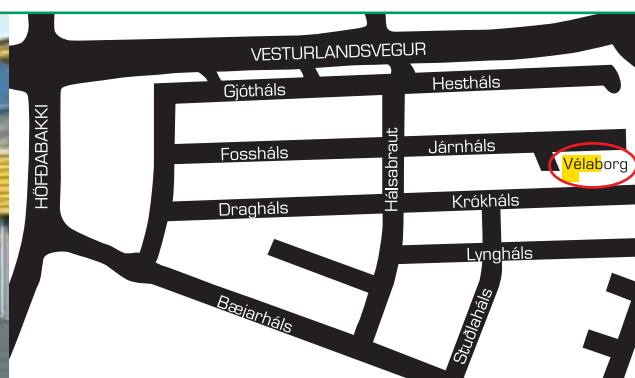 VESTURLANDSVEGUR
Gjótháls
Hestháls
HÖFÐABAKKI
Fossháls
Járnháls
Vélaborg
Hálsabraut
Dragháls
Krókháls
Lyngháls
Bæjarháls
Stuðlaháls